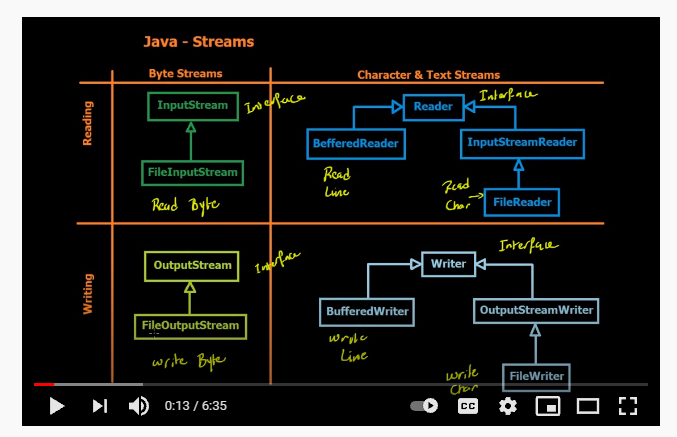 Java - Streams
Byte Streams
Character & Text Streams
Reading
InputStream
Interface
FileInputStream
Read Byte
Reader
Interface
BefferedReader
Read
Line
InputStreamReader
Read
Char
FileReader
Writing
OutputStream
Interface
FileOutputStream
write Byte
Writer
Interface
BufferedWriter
Line
OutputStreamWriter
write
Char
FileWriter
0:13 / 6:35
CC